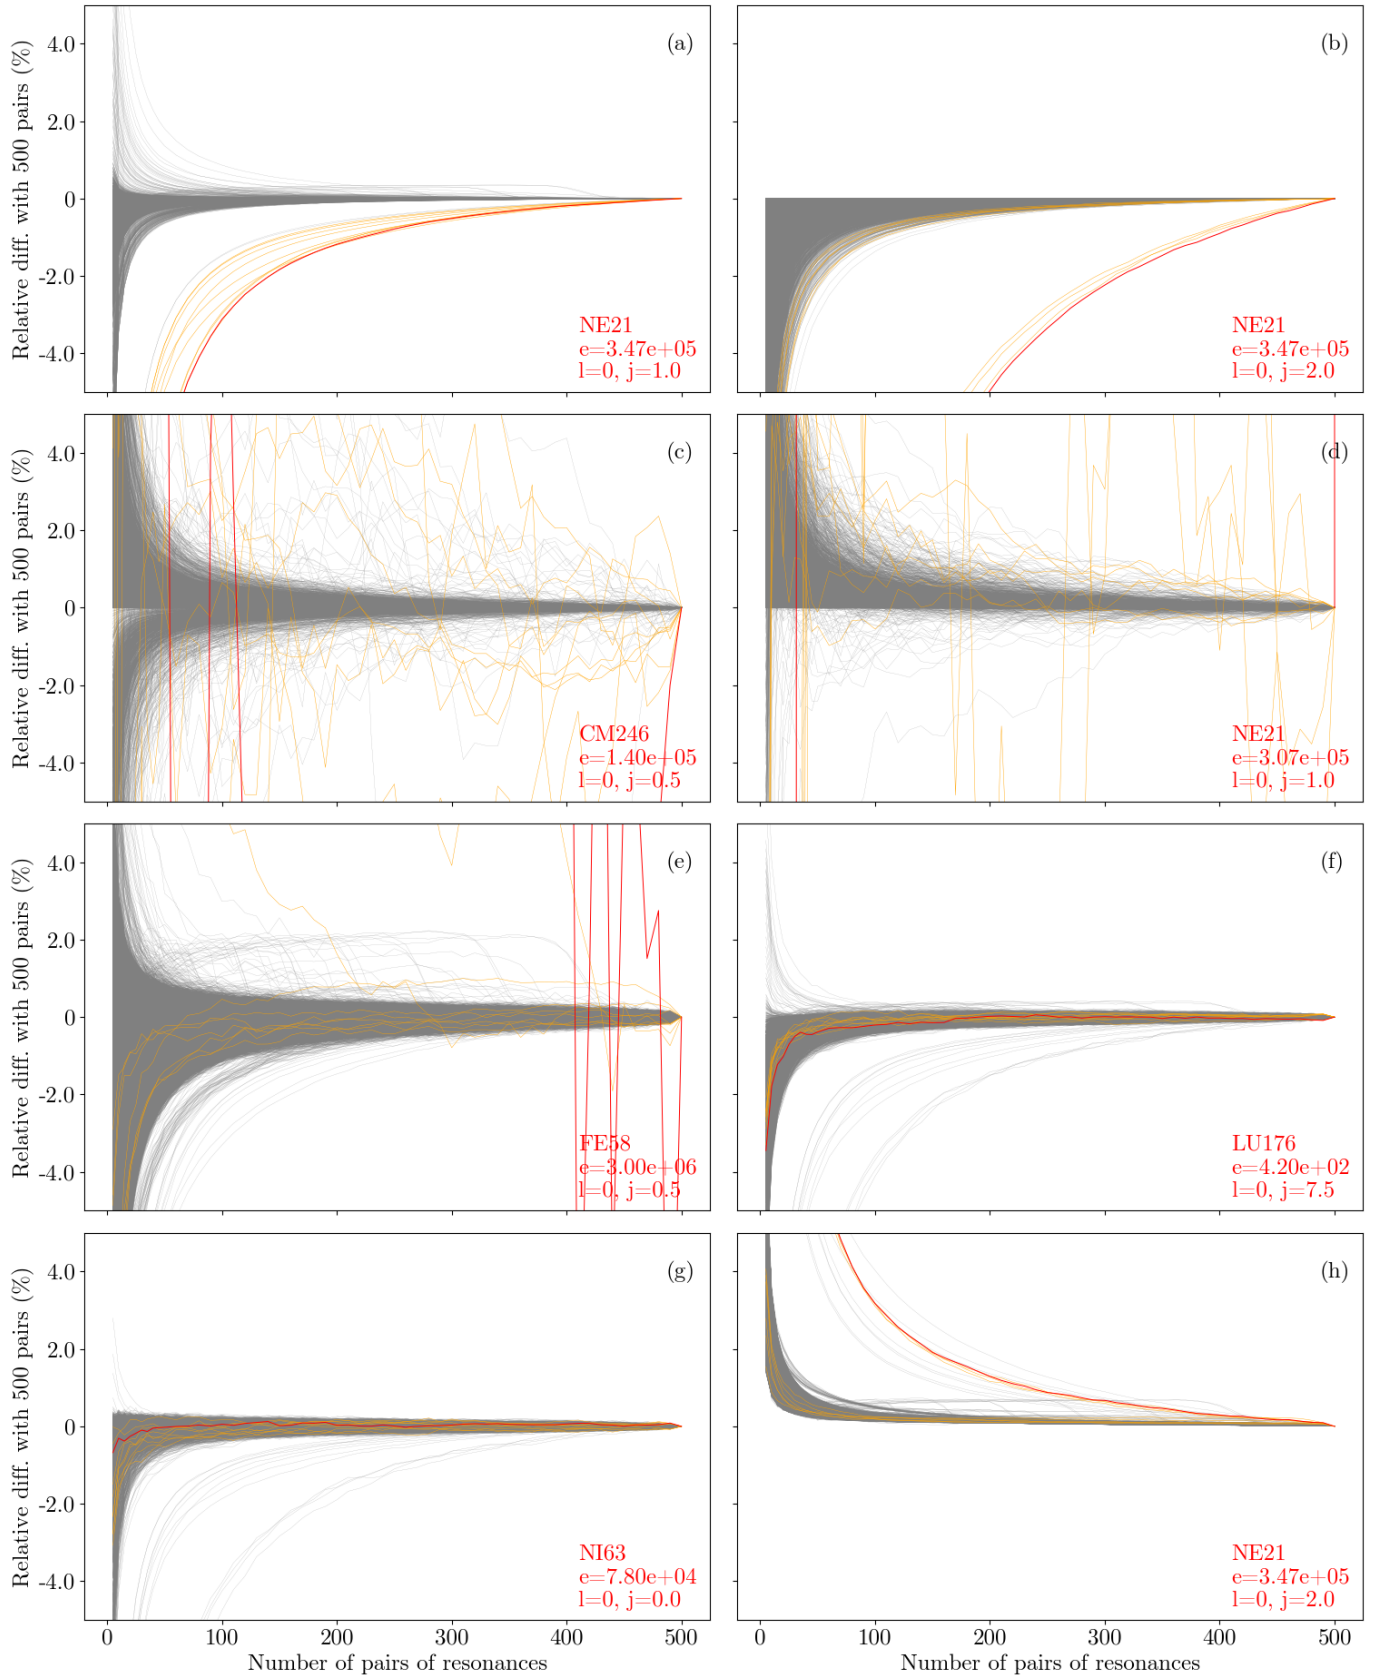 Relative diff. with 500 pairs (%)
4.0
2.0
0
-2.0
-4.0
(a)
NE21
e=3.47e+05
l=0, j=1.0
(b)
NE21
e=3.47e+05
l=0, j=2.0
Relative diff. with 500 pairs (%)
4.0
2.0
0
-2.0
-4.0
(c)
CM246
e=1.40e+05
l=0, j=0.5
(d)
NE21
e=3.07e+05
l=0, j=1.0
Relative diff. with 500 pairs (%)
4.0
2.0
0
-2.0
-4.0
(e)
FE58
e=3.00e+06
l=0, j=0.5
(f)
LU176
e=4.20e+02
l=0, j=7.5
Relative diff. with 500 pairs (%)
4.0
2.0
0
-2.0
-4.0
(g)
NI63
e=7.80e+04
l=0, j=0.0
(h)
NE21
e=3.47e+05
l=0, j=2.0
0 100 200 300 400 500
Number of pairs of resonances
0 100 200 300 400 500
Number of pairs of resonances